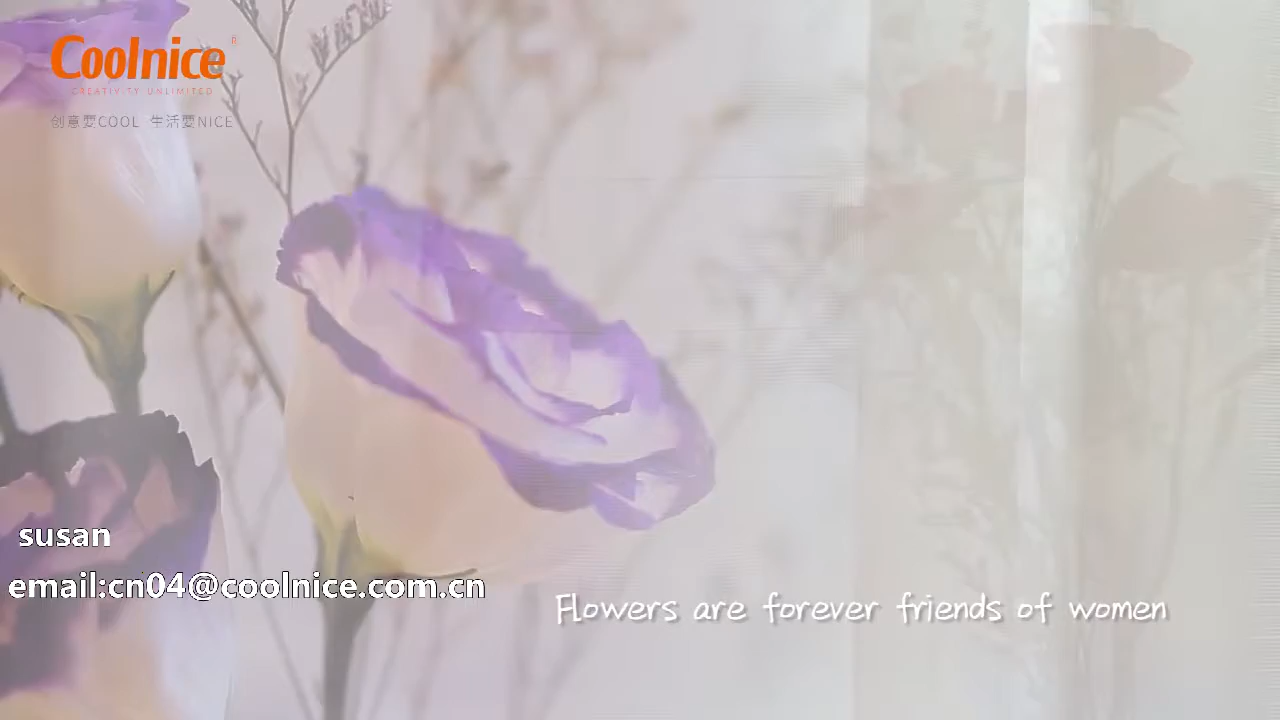 Coolnice
CREATIVITY UNLIMITED
创意要COOL 生活要NICE
susan
email:cn04@coolnice.com.cn
Flowers are forever friends of women